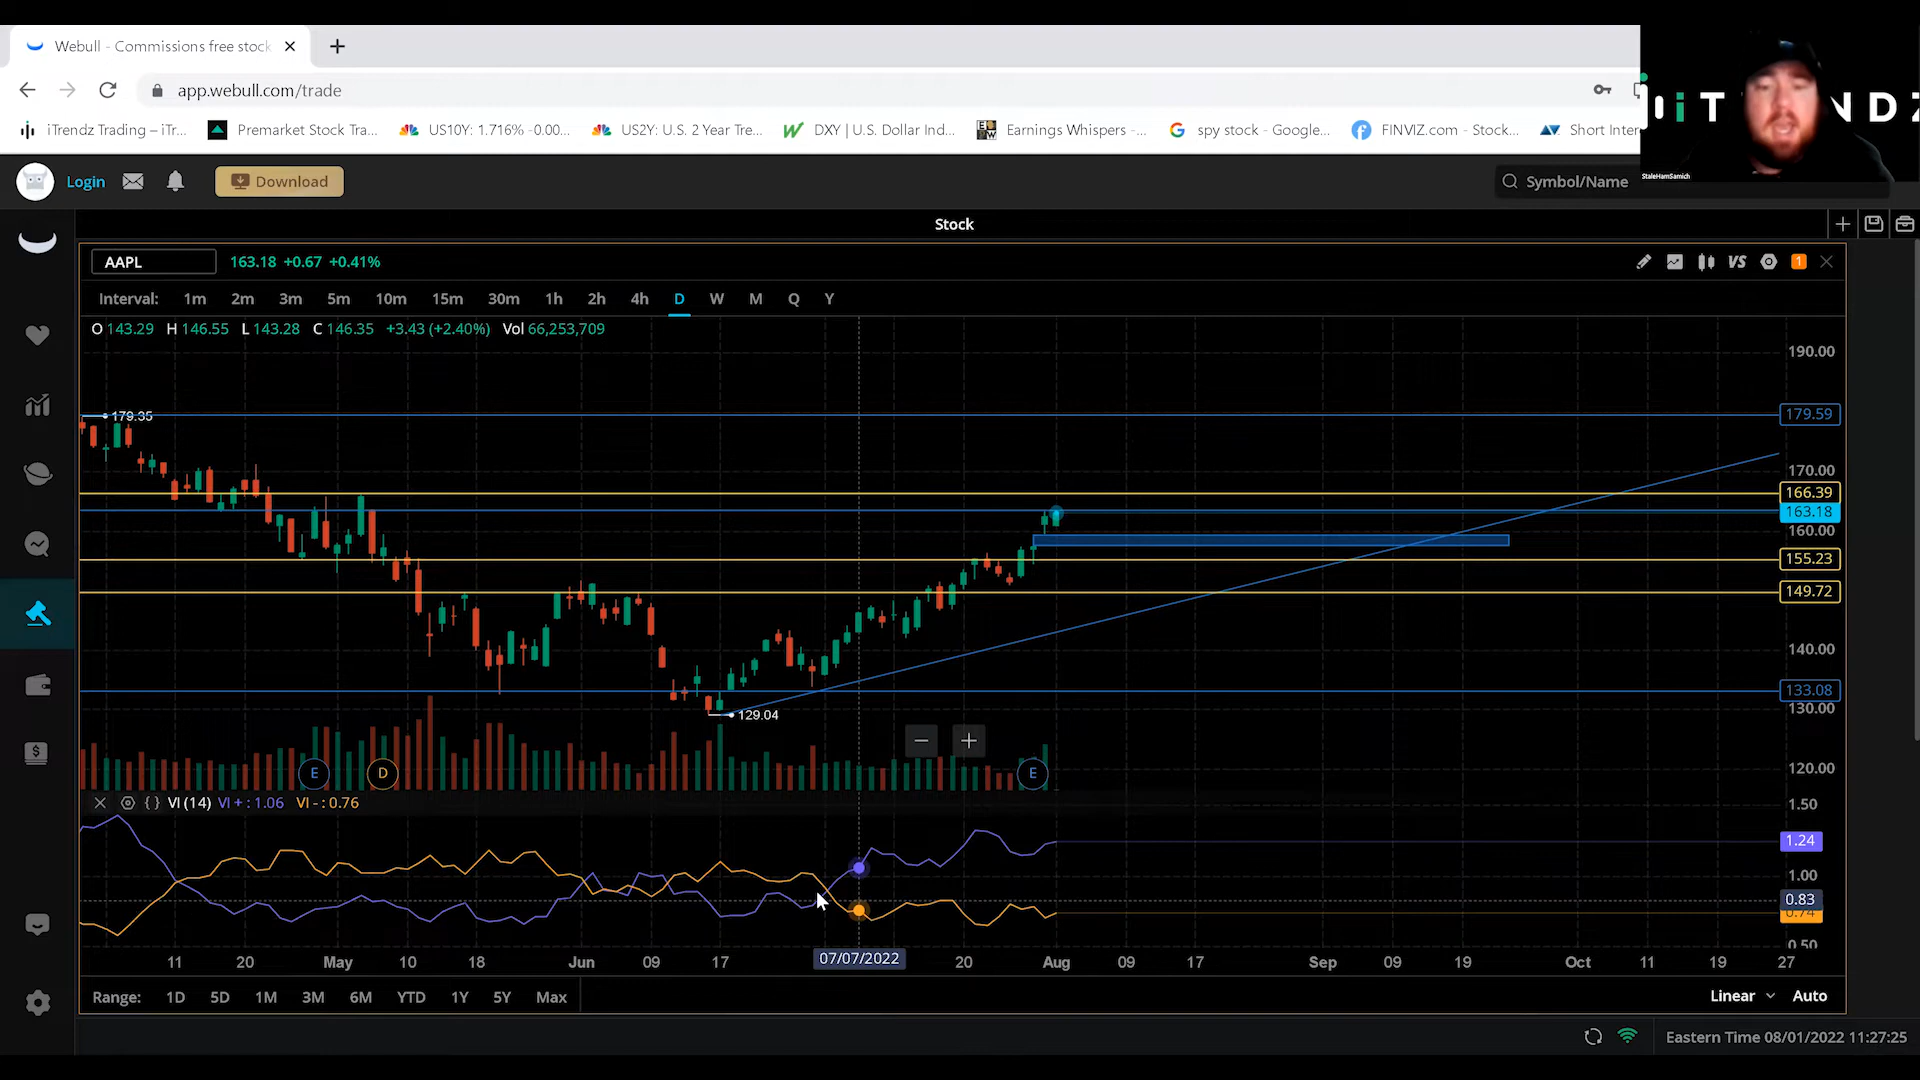 Webull - Commissions free stock
app.webull.com/trade
iTrendz Trading – iTr...
Premarket Stock Tra...
US10Y: 1.716% -0.00...
US2Y: U.S. 2 Year Tre...
DXY | U.S. Dollar Ind...
Earnings Whispers -...
spy stock - Google...
FINVIZ.com - Stock...
Short Inter
StaleHamSamich
Login
Download
Symbol/Name
Stock
AAPL 163.18 +0.67 +0.41%
VS
1
Interval: 1m 2m 3m 5m 10m 15m 30m 1h 2h 4h D W M Q Y
O 143.29 H 146.55 L 143.28 C 146.35 +3.43 (+2.40%) Vol 66,253,709
190.00
179.35
179.59
170.00
166.39
163.18
160.00
155.23
149.72
140.00
133.08
130.00
129.04
120.00
E D E
VI (14) VI + : 1.06 VI - : 0.76
1.50
1.24
1.00
0.83
0.74
0.50
11 20 May 10 18 Jun 09 17 07/07/2022 20 Aug 09 17 Sep 09 19 Oct 11 19 27
Range: 1D 5D 1M 3M 6M YTD 1Y 5Y Max
Linear Auto
Eastern Time 08/01/2022 11:27:25